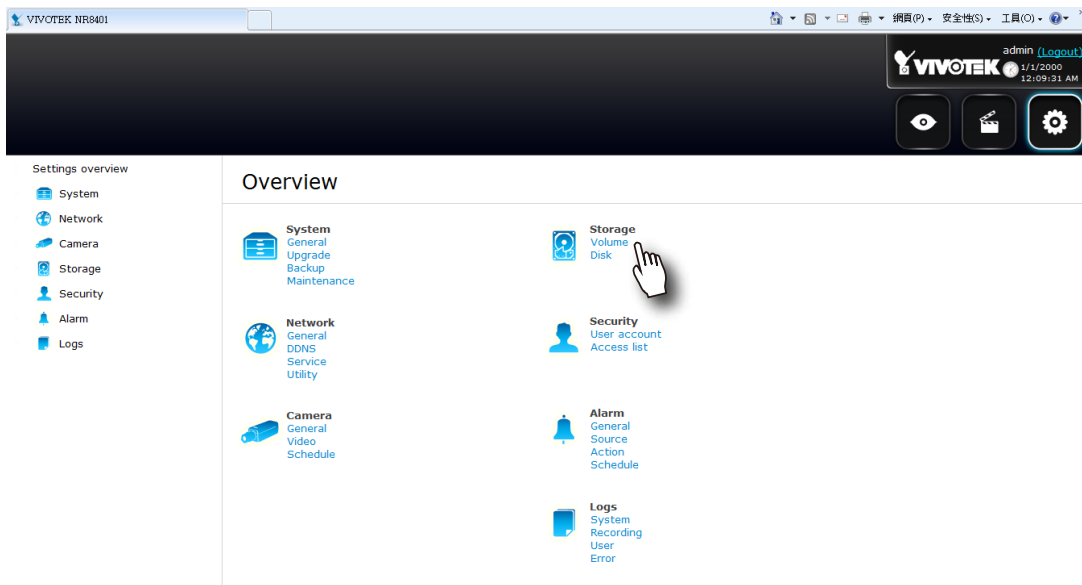 VIVOTEK NR8401
網頁(P) 安全性(S) 工具(O)
admin (Logout)
VIVOTEK
1/1/2000
12:09:31 AM
Settings overview
System
Network
Camera
Storage
Security
Alarm
Logs
Overview
System
General
Upgrade
Backup
Maintenance
Storage
Volume
Disk
Network
General
DDNS
Service
Utility
Security
User account
Access list
Camera
General
Video
Schedule
Alarm
General
Source
Action
Schedule
Logs
System
Recording
User
Error